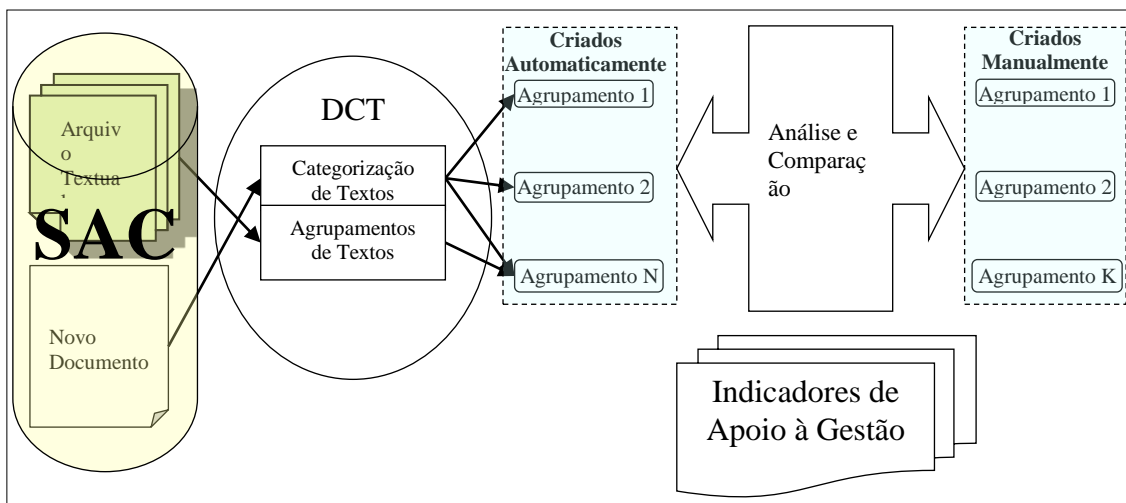 Arquiv
o
Textua
l
SAC
Novo
Documento
DCT
Categorização
de Textos
Agrupamentos
de Textos
Criados
Automaticamente
Agrupamento 1
Agrupamento 2
Agrupamento N
Análise e
Comparaç
ão
Criados
Manualmente
Agrupamento 1
Agrupamento 2
Agrupamento K
Indicadores de
Apoio à Gestão